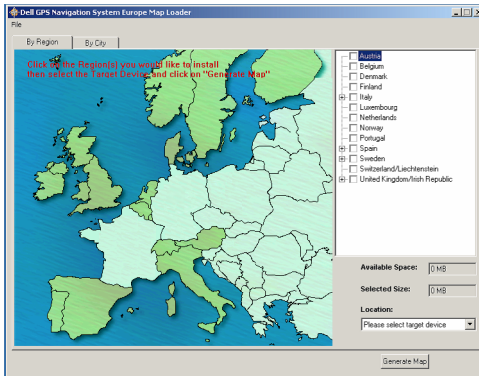 Dell GPS Navigation System Europe Map Loader
File
By Region
By City
Click on the Region(s) you would like to install
then select the Target Device and click on "Generate Map"
Austria
Belgium
Denmark
Finland
Italy
Luxembourg
Netherlands
Norway
Portugal
Spain
Sweden
Switzerland/Liechtenstein
United Kingdom/Irish Republic
Available Space:
0 MB
Selected Size:
0 MB
Location:
Please select target device
Generate Map